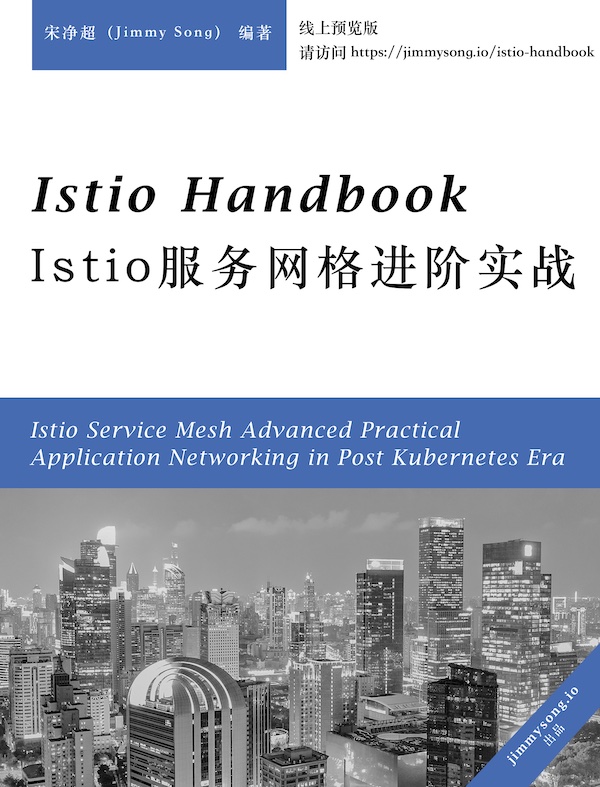 宋净超（Jimmy Song） 编著
线上预览版
请访问 https://jimmysong.io/istio-handbook
Istio Handbook
Istio服务网格进阶实战
Istio Service Mesh Advanced Practical
Application Networking in Post Kubernetes Era
jimmysong.io
出品